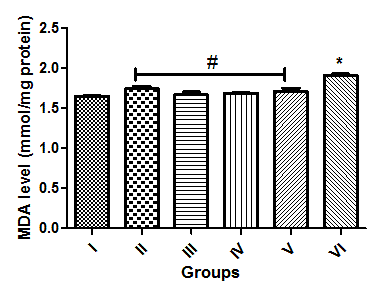 MDA level (mmol/mg protein)
2.5
2.0
1.5
1.0
0.5
0.0
#
*
I
II
III
IV
V
VI
Groups